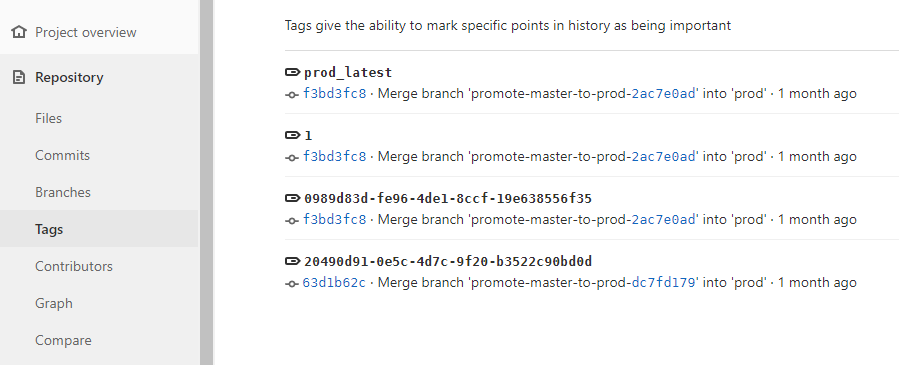 Project overview
Repository
Files
Commits
Branches
Tags
Contributors
Graph
Compare
Tags give the ability to mark specific points in history as being important
prod_latest
f3bd3fc8 · Merge branch 'promote-master-to-prod-2ac7e0ad' into 'prod' · 1 month ago
1
f3bd3fc8 · Merge branch 'promote-master-to-prod-2ac7e0ad' into 'prod' · 1 month ago
0989d83d-fe96-4de1-8ccf-19e638556f35
f3bd3fc8 · Merge branch 'promote-master-to-prod-2ac7e0ad' into 'prod' · 1 month ago
20490d91-0e5c-4d7c-9f20-b3522c90bd0d
63d1b62c · Merge branch 'promote-master-to-prod-dc7fd179' into 'prod' · 1 month ago